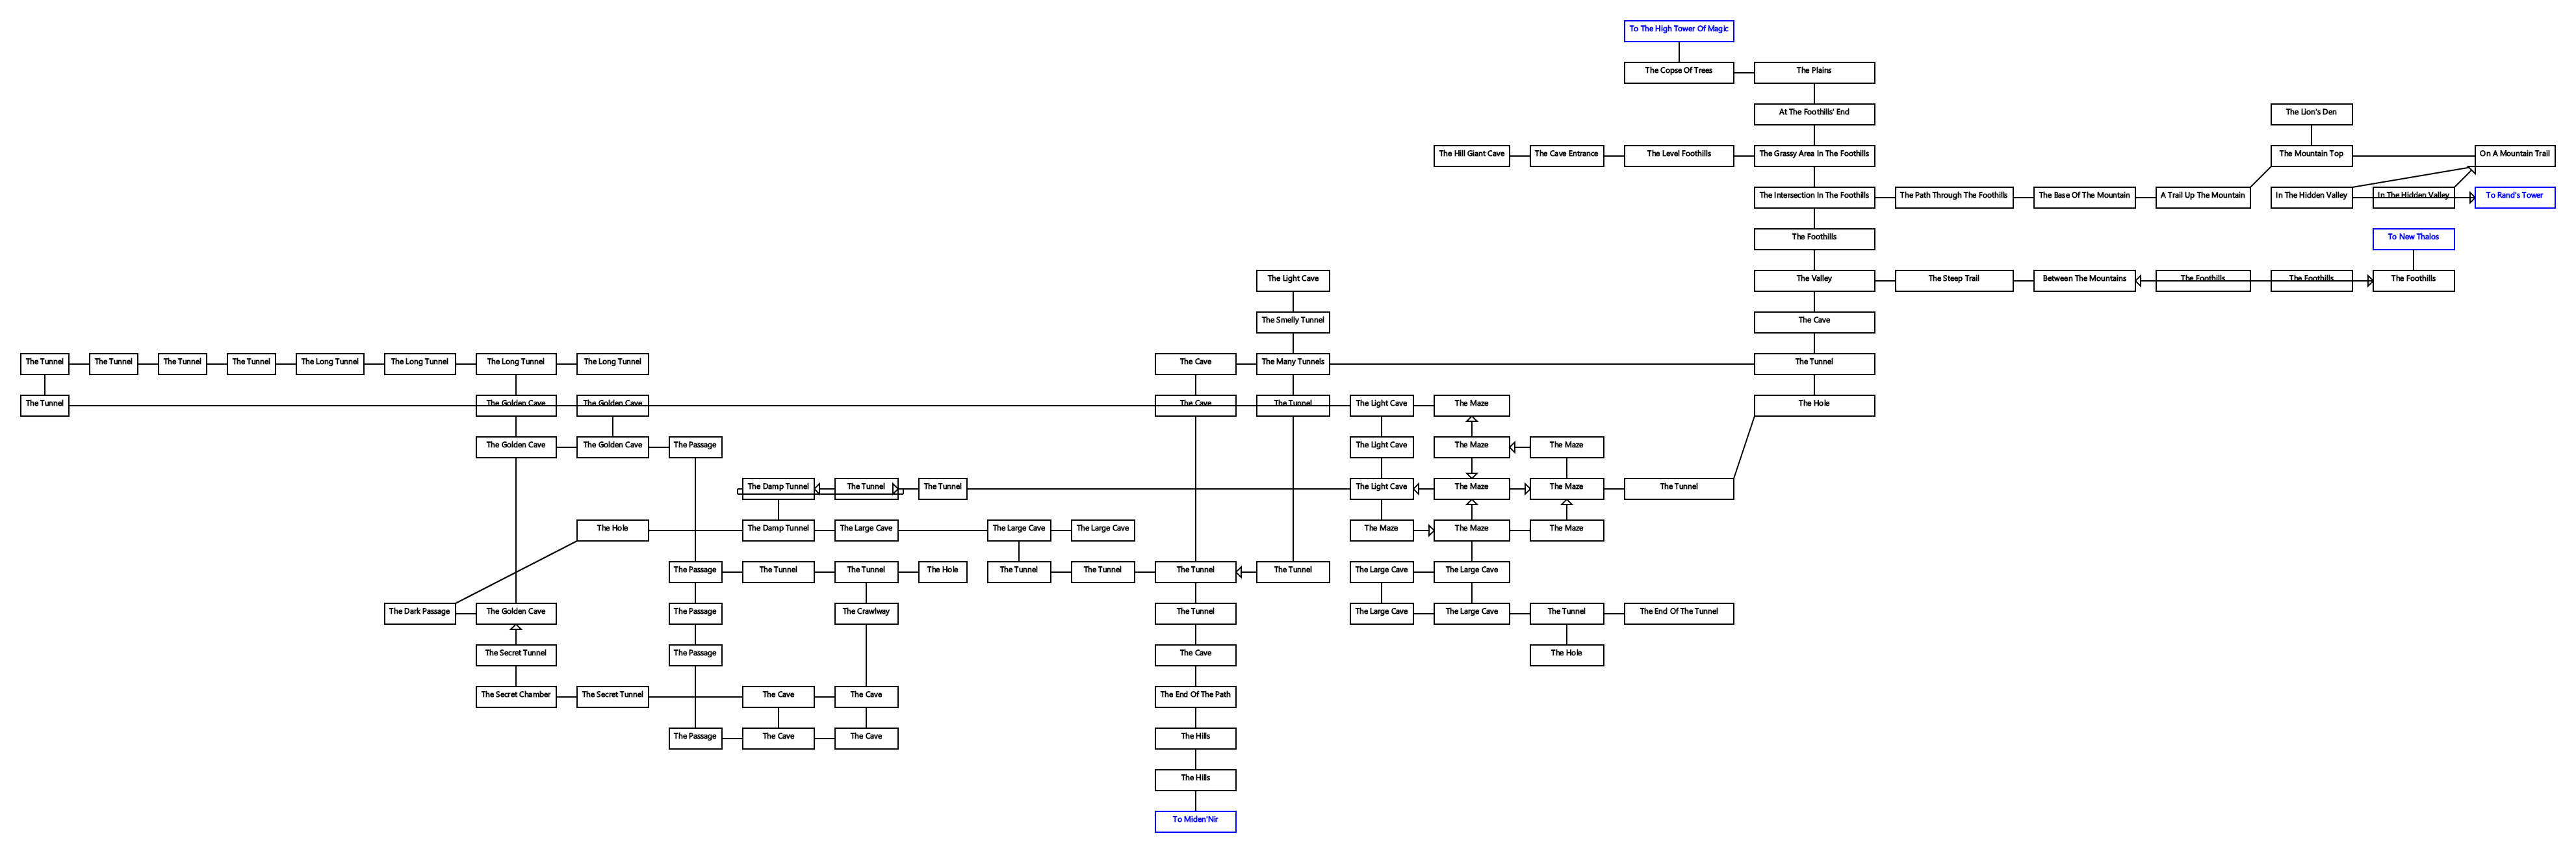 To The High Tower Of Magic
The Copse Of Trees
The Plains
At The Foothills' End
The Lion's Den
The Hill Giant Cave
The Cave Entrance
The Level Foothills
The Grassy Area In The Foothills
The Mountain Top
On A Mountain Trail
The Intersection In The Foothills
The Path Through The Foothills
The Base Of The Mountain
A Trail Up The Mountain
In The Hidden Valley
In The Hidden Valley
To Rand's Tower
The Foothills
To New Thalos
The Light Cave
The Valley
The Steep Trail
Between The Mountains
The Foothills
The Foothills
The Foothills
The Smelly Tunnel
The Cave
The Tunnel
The Tunnel
The Tunnel
The Tunnel
The Long Tunnel
The Long Tunnel
The Long Tunnel
The Long Tunnel
The Cave
The Many Tunnels
The Tunnel
The Tunnel
The Golden Cave
The Golden Cave
The Cave
The Tunnel
The Light Cave
The Maze
The Hole
The Golden Cave
The Golden Cave
The Passage
The Light Cave
The Maze
The Maze
The Damp Tunnel
The Tunnel
The Tunnel
The Light Cave
The Maze
The Maze
The Tunnel
The Hole
The Damp Tunnel
The Large Cave
The Large Cave
The Large Cave
The Maze
The Maze
The Maze
The Passage
The Tunnel
The Tunnel
The Hole
The Tunnel
The Tunnel
The Tunnel
The Tunnel
The Large Cave
The Large Cave
The Dark Passage
The Golden Cave
The Passage
The Crawlway
The Tunnel
The Large Cave
The Large Cave
The Tunnel
The End Of The Tunnel
The Secret Tunnel
The Passage
The Cave
The Hole
The Secret Chamber
The Secret Tunnel
The Cave
The Cave
The End Of The Path
The Passage
The Cave
The Cave
The Hills
The Hills
To Miden'Nir